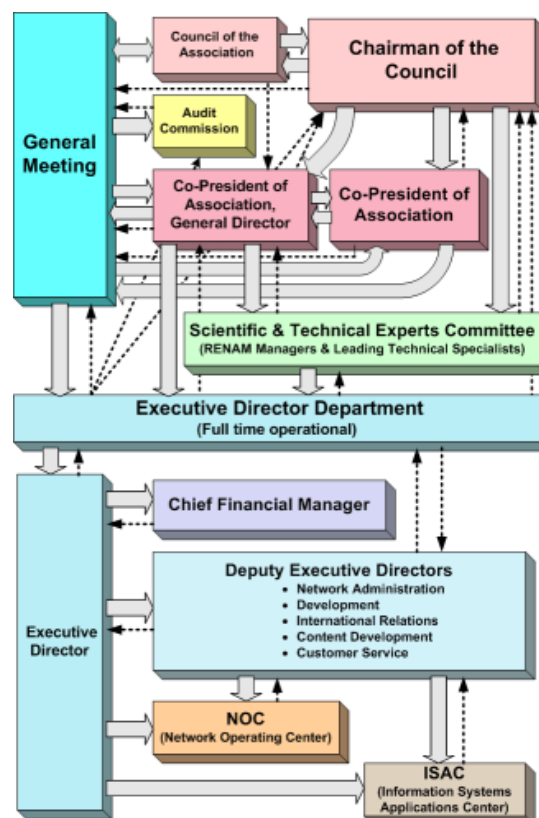 Council of the
Association
Chairman of the
Council
General
Meeting
Audit
Commission
Co-President of
Association,
General Director
Co-President of
Association
Scientific & Technical Experts Committee
(RENAM Managers & Leading Technical Specialists)
Executive Director Department
(Full time operational)
Chief Financial Manager
Executive
Director
Deputy Executive Directors
• Network Administration
• Development
• International Relations
• Content Development
• Customer Service
NOC
(Network Operating Center)
ISAC
(Information Systems
Applications Center)